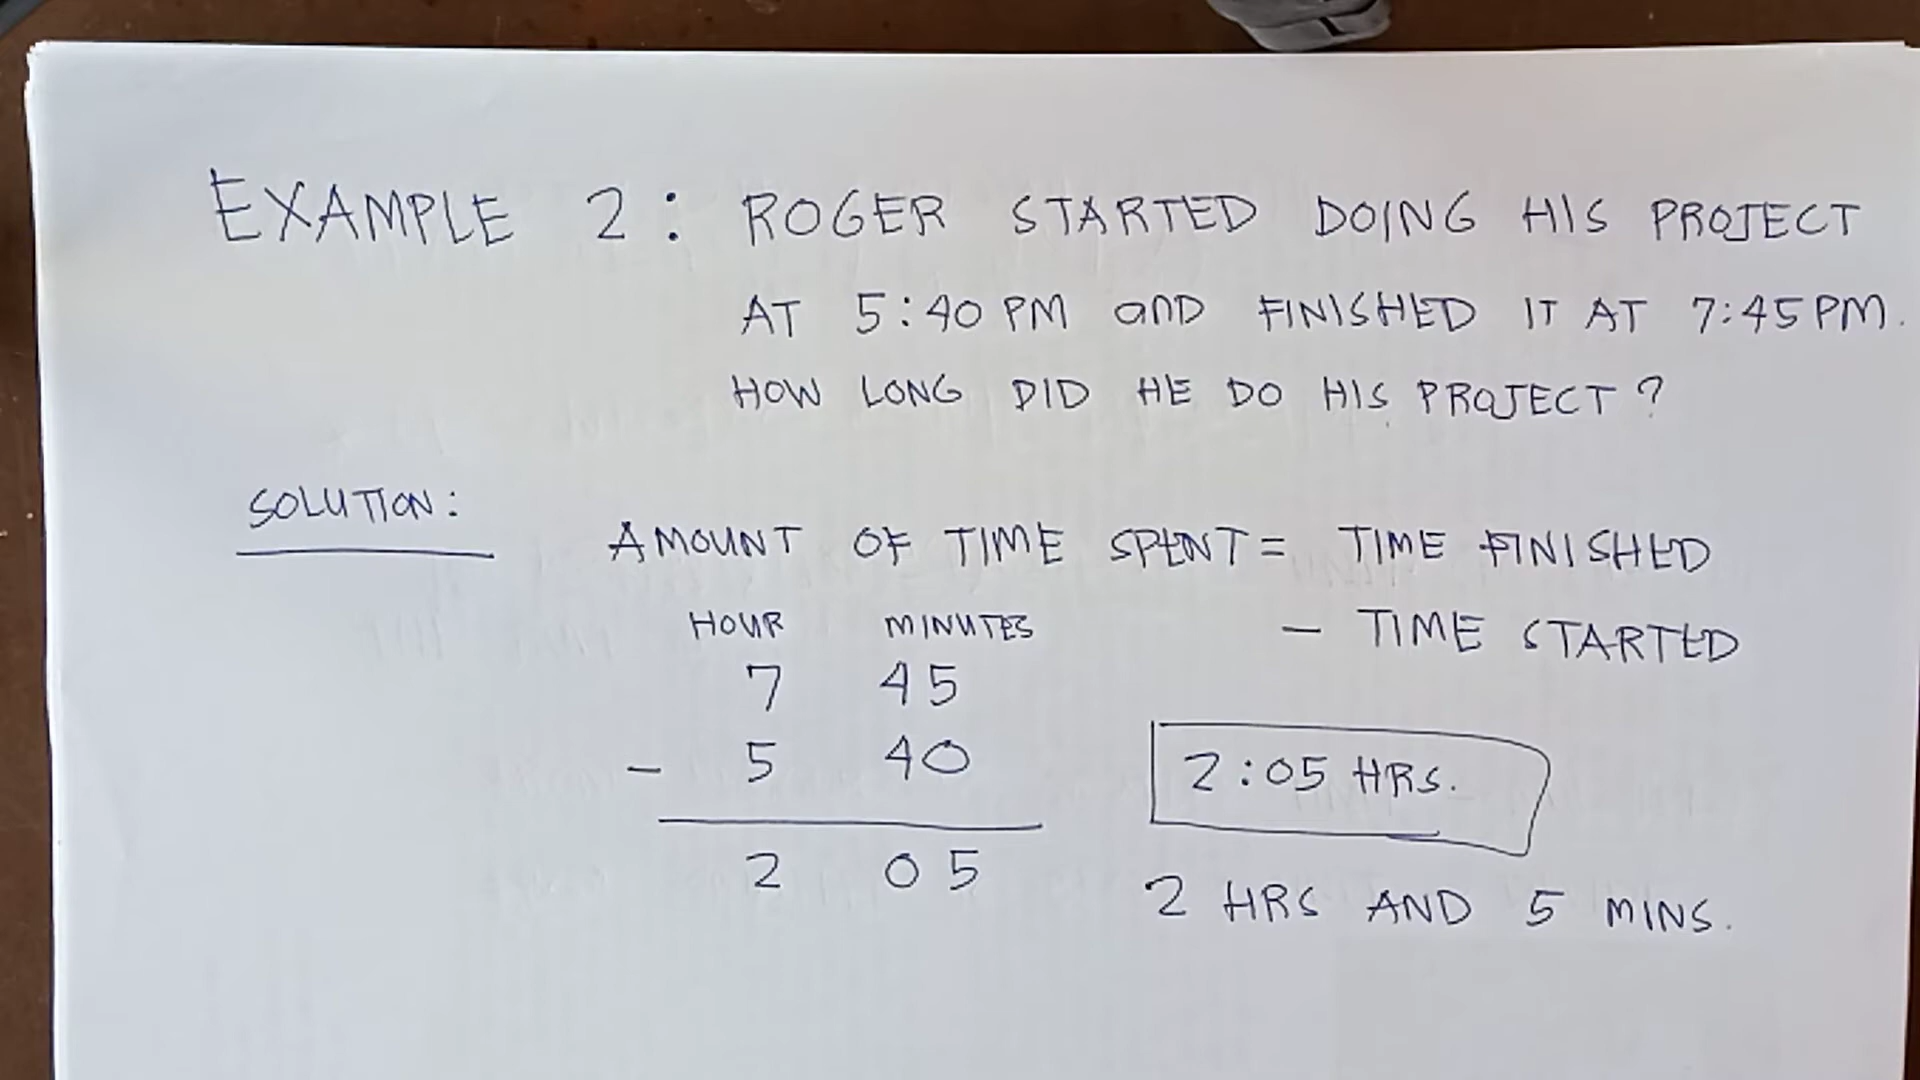 EXAMPLE 2: ROGER STARTED DOING HIS PROJECT
AT 5:40 PM and FINISHED IT AT 7:45 PM.
HOW LONG DID HE DO HIS PROJECT?
SOLUTION:
AMOUNT OF TIME SPENT = TIME FINISHED
- TIME STARTED
HOUR MINUTES
7 45
- 5 40
2 05
2:05 HRS.
2 HRS AND 5 MINS.